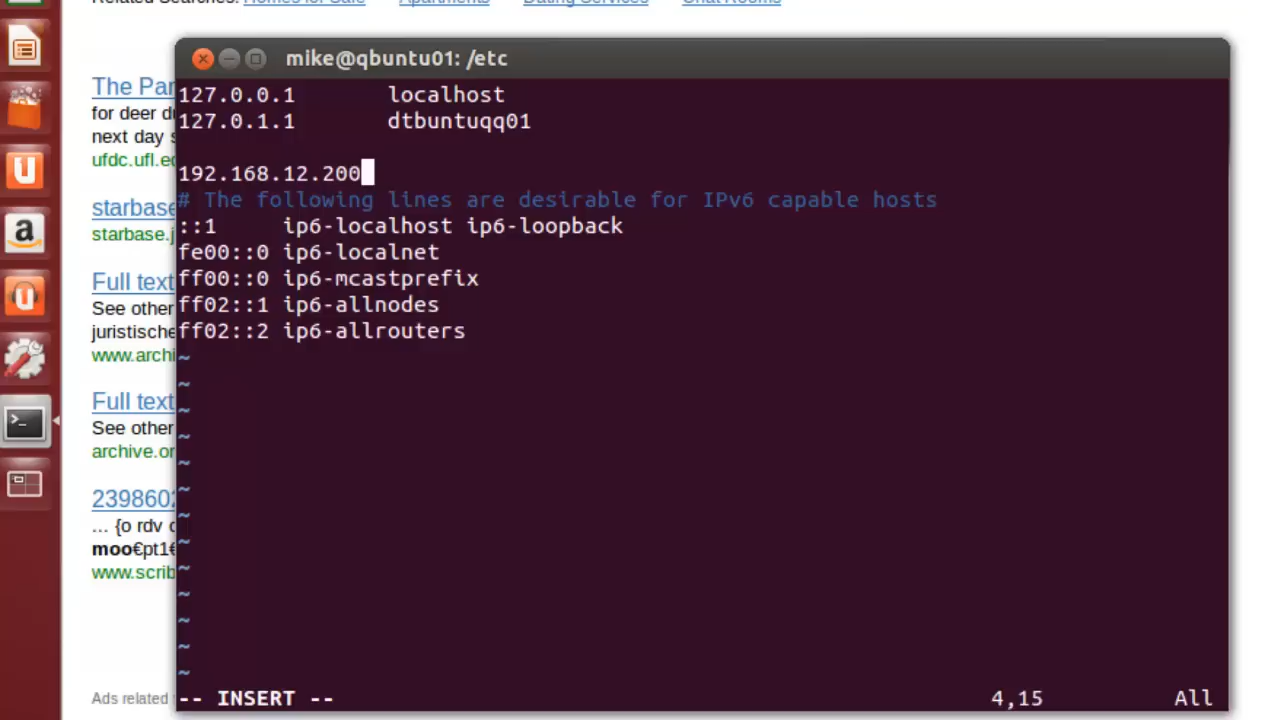 Related Searches: Homes for Sale Apartments Dating Services Chat Rooms
mike@qbuntu01: /etc
The Par
for deer d
next day s
ufdc.ufl.ed
starbase
starbase.j
Full text
See other
juristische
www.archi
Full text
See other
archive.or
2398602
... {o rdv o
moo€pt1€
www.scrib
Ads related
127.0.0.1 localhost
127.0.1.1 dtbuntuqq01
192.168.12.200
# The following lines are desirable for IPv6 capable hosts
::1 ip6-localhost ip6-loopback
fe00::0 ip6-localnet
ff00::0 ip6-mcastprefix
ff02::1 ip6-allnodes
ff02::2 ip6-allrouters
~
~
~
~
~
~
~
~
~
~
~
~
~
-- INSERT -- 4,15 All